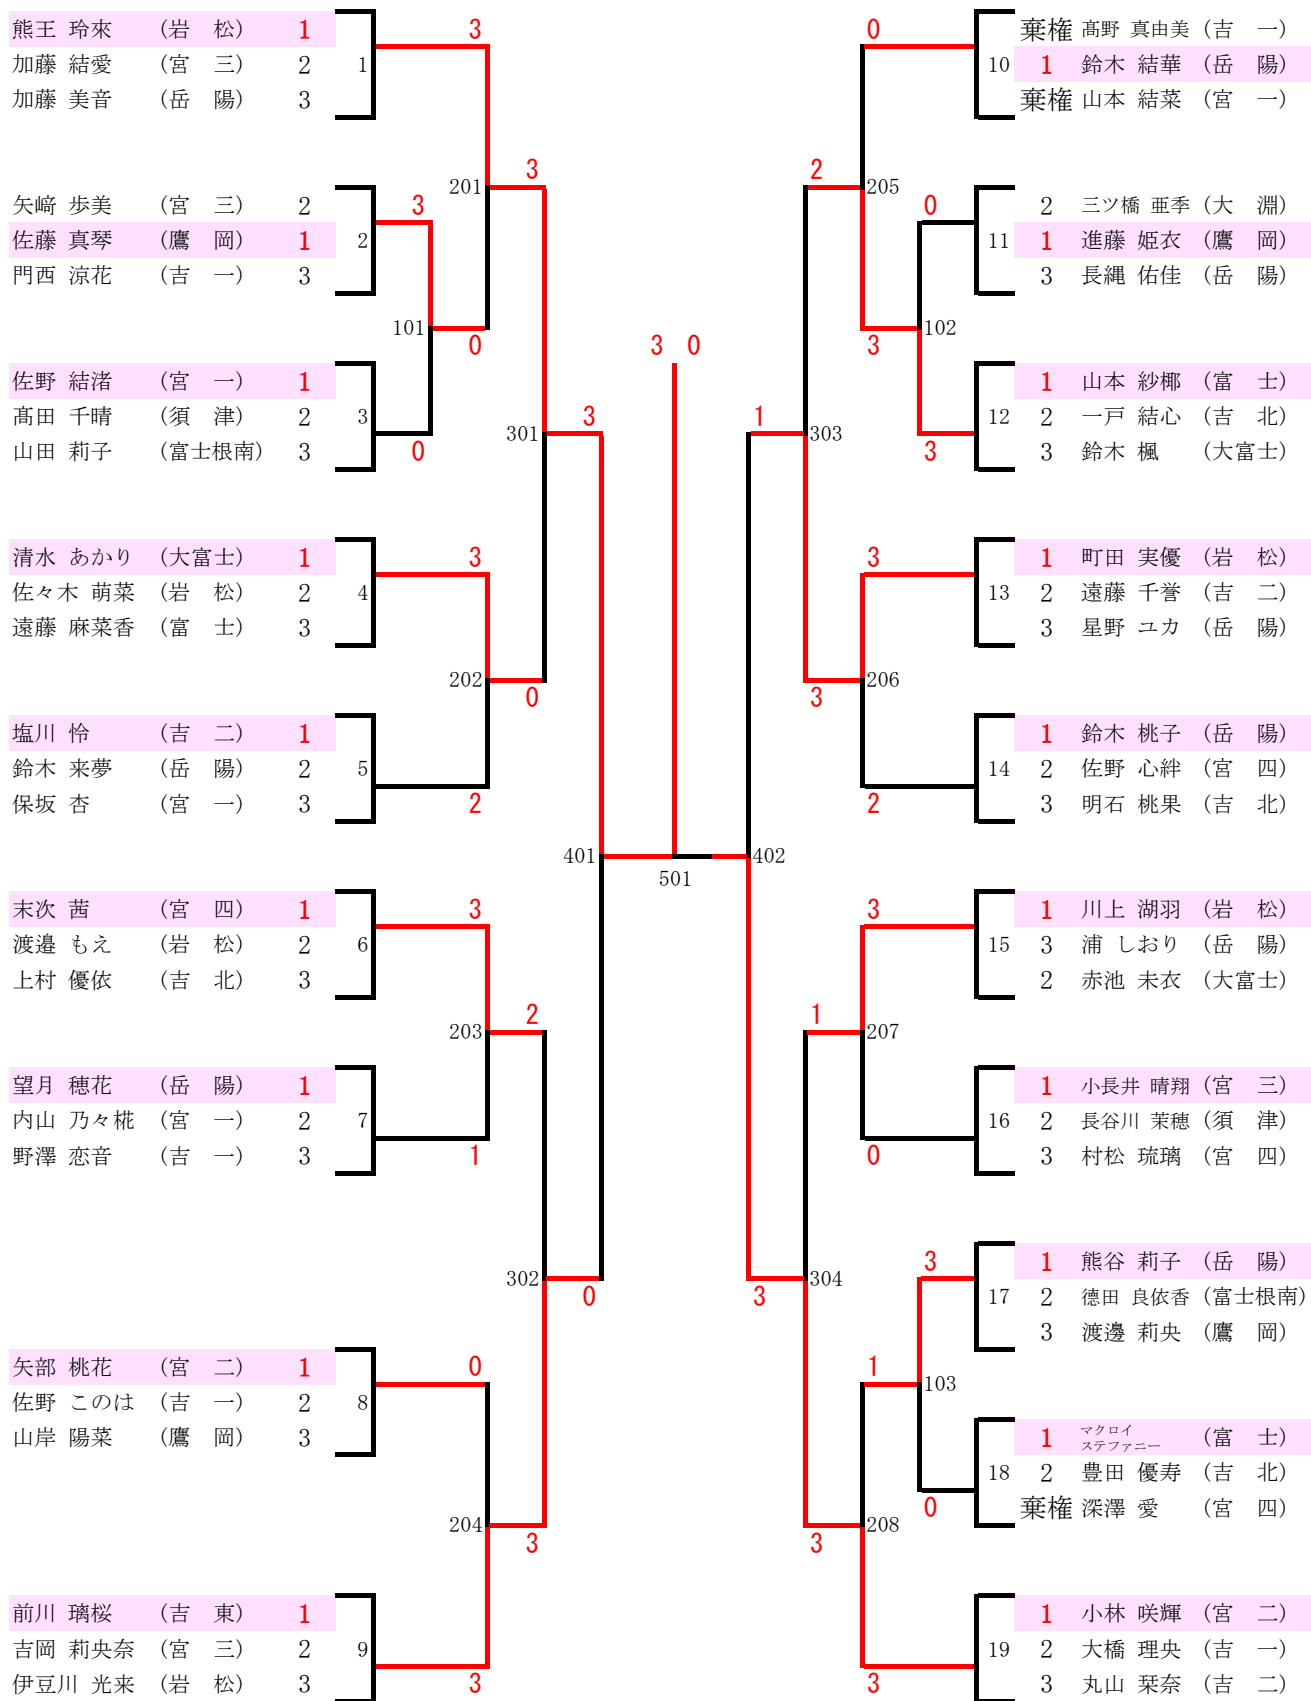 熊王 玲來 （岩　松） 1
加藤 結愛 （宮　三） 2
加藤 美音 （岳　陽） 3
1
3
矢﨑 歩美 （宮　三） 2
佐藤 真琴 （鷹　岡） 1
門西 涼花 （吉　一） 3
2
3
201
3
101
0
佐野 結渚 （宮　一） 1
髙田 千晴 （須　津） 2
山田 莉子 （富士根南） 3
3
0
301
3
清水 あかり （大富士） 1
佐々木 萌菜 （岩　松） 2
遠藤 麻菜香 （富　士） 3
4
3
202
0
塩川 怜 （吉　二） 1
鈴木 来夢 （岳　陽） 2
保坂 杏 （宮　一） 3
5
2
401
末次 茜 （宮　四） 1
渡邉 もえ （岩　松） 2
上村 優依 （吉　北） 3
6
3
203
2
望月 穂花 （岳　陽） 1
内山 乃々椛 （宮　一） 2
野澤 恋音 （吉　一） 3
7
1
302
0
矢部 桃花 （宮　二） 1
佐野 このは （吉　一） 2
山岸 陽菜 （鷹　岡） 3
8
0
204
3
前川 璃桜 （吉　東） 1
吉岡 莉央奈 （宮　三） 2
伊豆川 光来 （岩　松） 3
9
3
3 0
501
0
10
棄権 髙野 真由美 （吉　一）
1 鈴木 結華 （岳　陽）
棄権 山本 結菜 （宮　一）
2
205
0
11
2 三ツ橋 亜季 （大　淵）
1 進藤 姫衣 （鷹　岡）
3 長縄 佑佳 （岳　陽）
102
3
12
1 山本 紗椰 （富　士）
2 一戸 結心 （吉　北）
3 鈴木 楓 （大富士）
3
1
303
3
13
1 町田 実優 （岩　松）
2 遠藤 千誉 （吉　二）
3 星野 ユカ （岳　陽）
206
3
14
1 鈴木 桃子 （岳　陽）
2 佐野 心絆 （宮　四）
3 明石 桃果 （吉　北）
2
402
3
15
1 川上 湖羽 （岩　松）
3 浦 しおり （岳　陽）
2 赤池 未衣 （大富士）
1
207
16
1 小長井 晴翔 （宮　三）
2 長谷川 茉穂 （須　津）
3 村松 琉璃 （宮　四）
0
304
3
3
17
1 熊谷 莉子 （岳　陽）
2 德田 良依香 （富士根南）
3 渡邊 莉央 （鷹　岡）
1
103
18
1 マクロイ ステファニー （富　士）
2 豊田 優寿 （吉　北）
棄権 深澤 愛 （宮　四）
0
208
3
19
1 小林 咲輝 （宮　二）
2 大橋 理央 （吉　一）
3 丸山 栞奈 （吉　二）
3